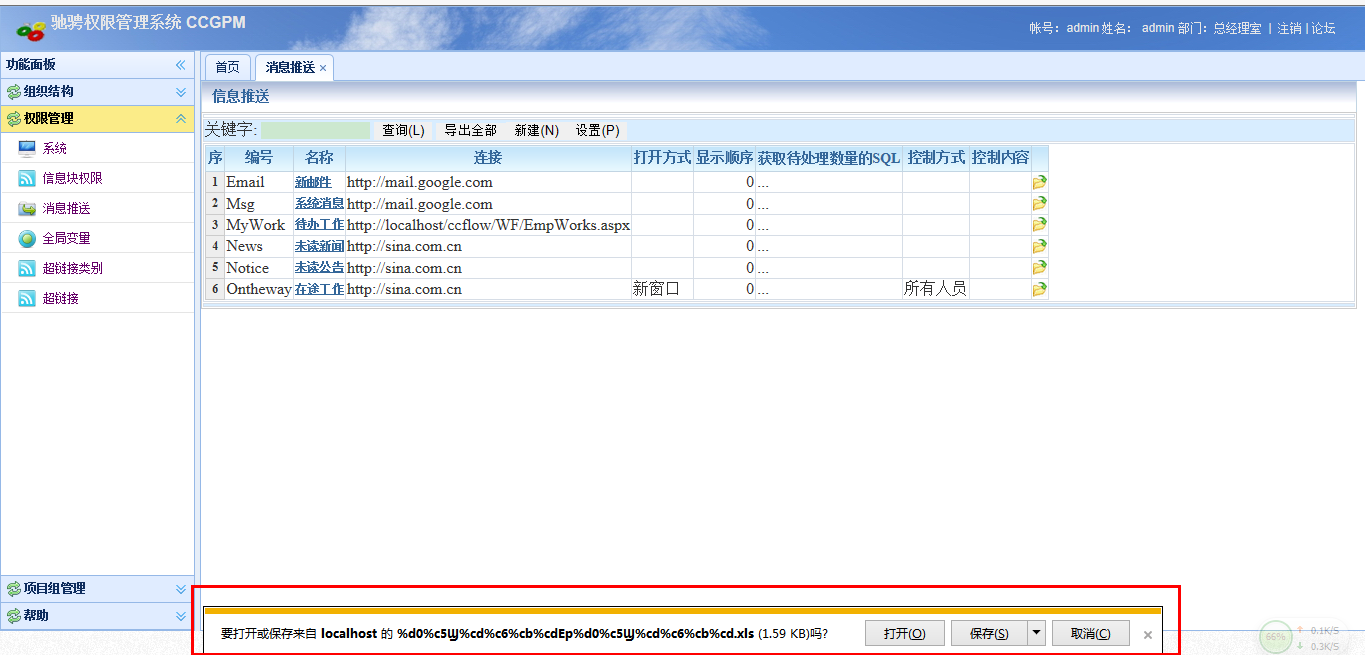 驰骋权限管理系统 CCGPM
帐号: admin 姓名: admin 部门: 总经理室 | 注销 | 论坛
功能面板
组织结构
权限管理
系统
信息块权限
消息推送
全局变量
超链接类别
超链接
项目组管理
帮助
首页 消息推送 ×
信息推送
关键字: 查询(L) 导出全部 新建(N) 设置(P)
序 编号 名称 连接 打开方式 显示顺序 获取待处理数量的SQL 控制方式 控制内容
1 Email 新邮件 http://mail.google.com 0 ...
2 Msg 系统消息 http://mail.google.com 0 ...
3 MyWork 待办工作 http://localhost/ccflow/WF/EmpWorks.aspx 0 ...
4 News 未读新闻 http://sina.com.cn 0 ...
5 Notice 未读公告 http://sina.com.cn 0 ...
6 Ontheway 在途工作 http://sina.com.cn 新窗口 0 ... 所有人员
要打开或保存来自 localhost 的 %d0%c5Ϣ%cd%c6%cb%cdEp%d0%c5Ϣ%cd%c6%cb%cd.xls (1.59 KB)吗?
打开(O) 保存(S) 取消(C) ×
66% ↑ 0.1K/S
↓ 0.3K/S